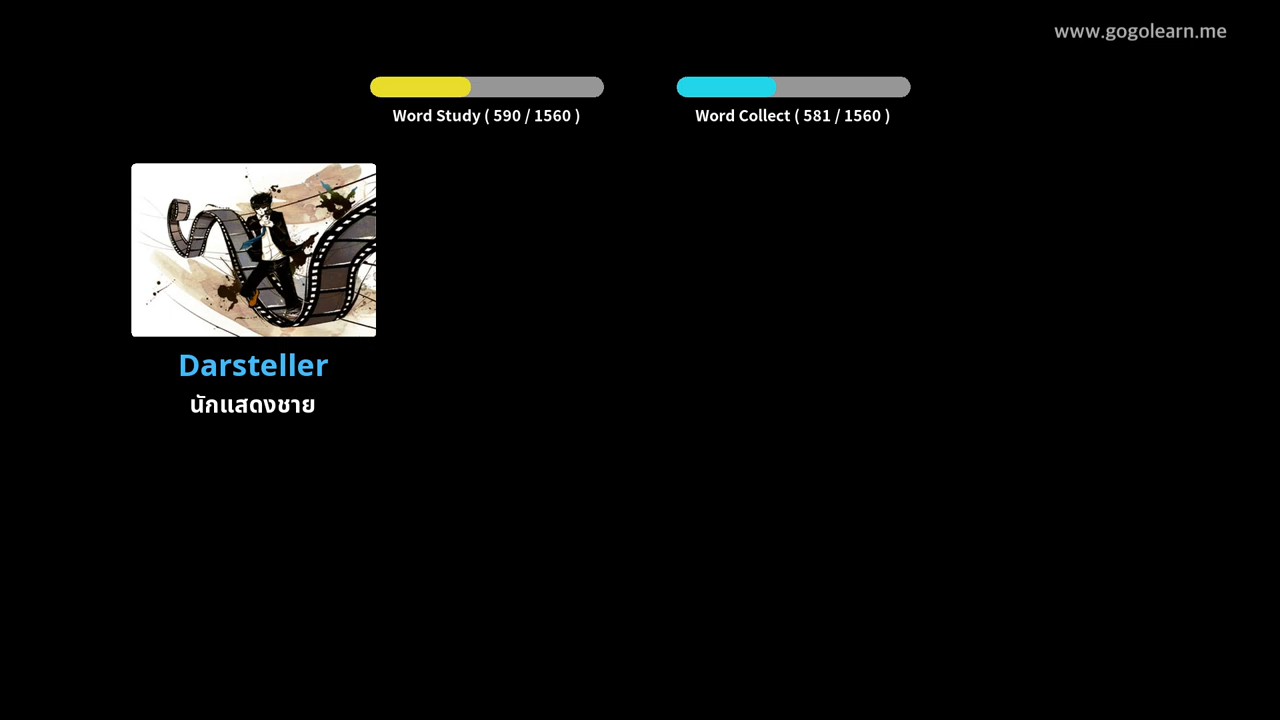 www.gogolearn.me
Word Study ( 590 / 1560 )
Word Collect ( 581 / 1560 )
Darsteller
นักแสดงชาย